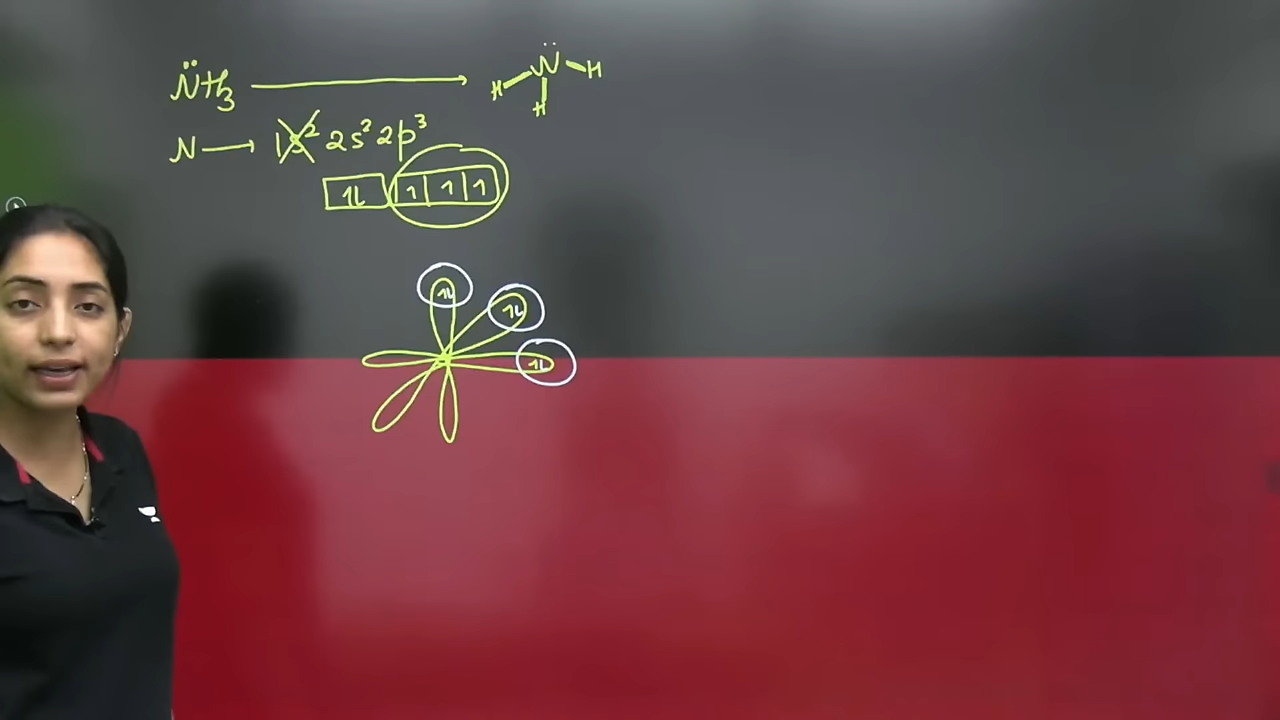 N̈H₃ ⟶ N̈
H H
H
N ⟶ 1s² 2s² 2p³
1L 1 1 1
1L
1L
1L